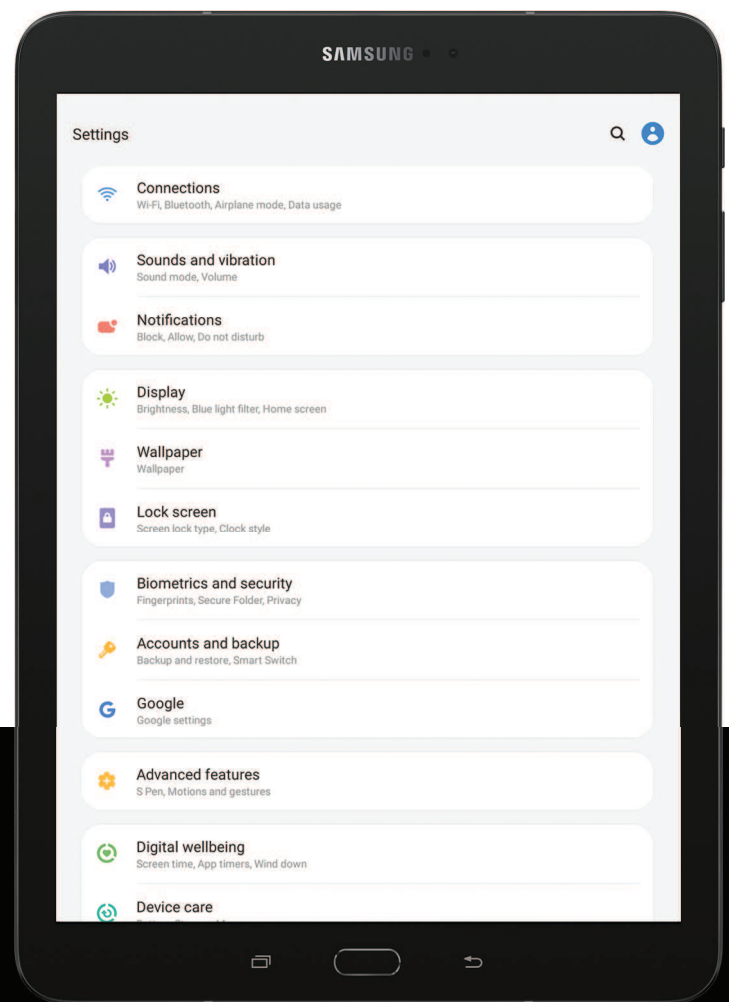 SAMSUNG
Settings
Connections
Wi-Fi, Bluetooth, Airplane mode, Data usage
Sounds and vibration
Sound mode, Volume
Notifications
Block, Allow, Do not disturb
Display
Brightness, Blue light filter, Home screen
Wallpaper
Wallpaper
Lock screen
Screen lock type, Clock style
Biometrics and security
Fingerprints, Secure Folder, Privacy
Accounts and backup
Backup and restore, Smart Switch
G
Google
Google settings
Advanced features
S Pen, Motions and gestures
Digital wellbeing
Screen time, App timers, Wind down
Device care